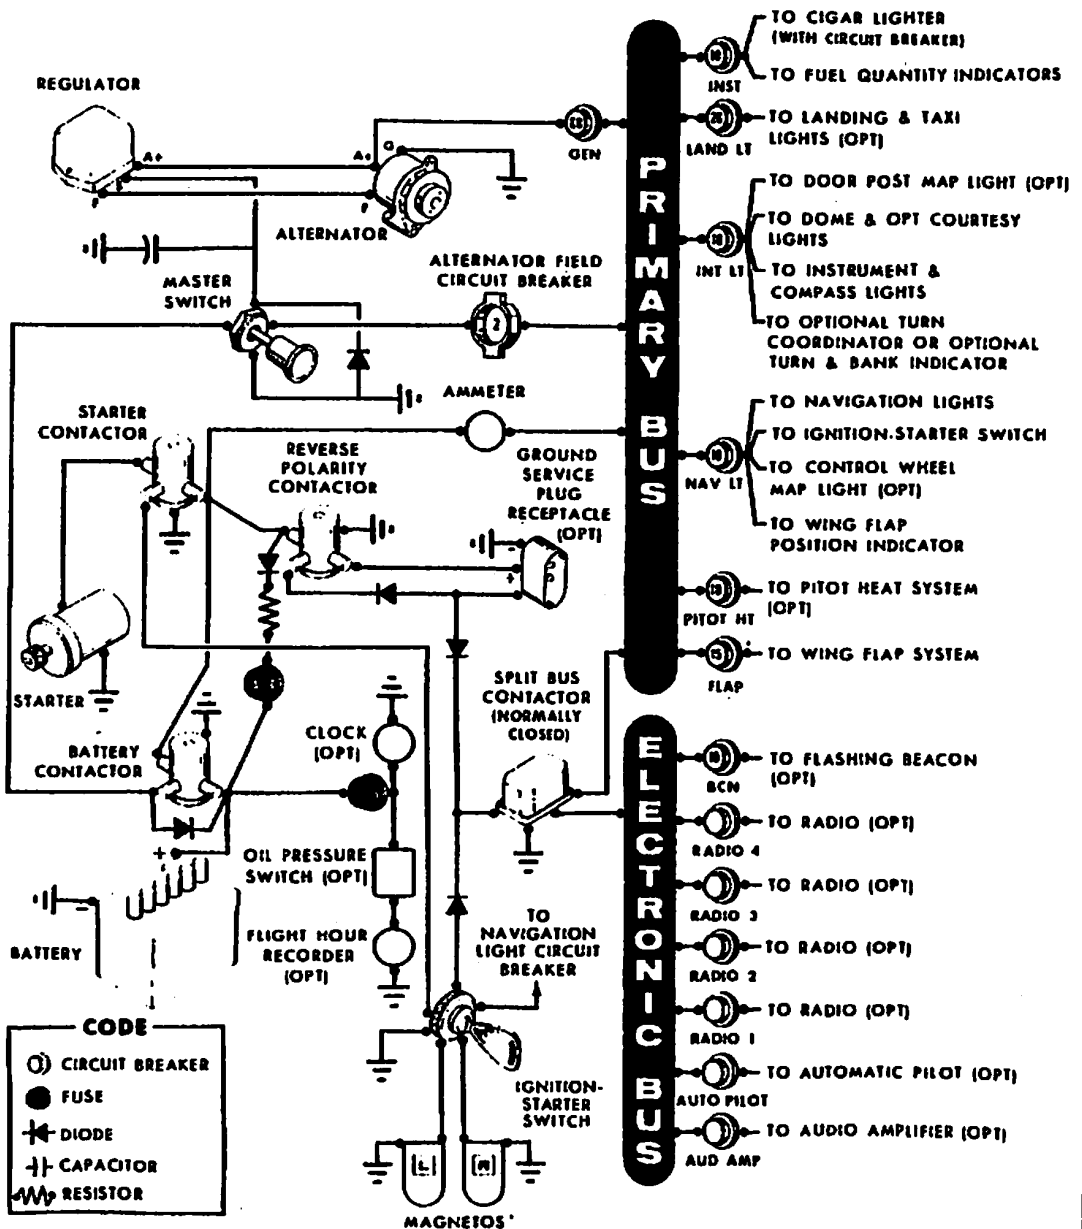 REGULATOR
A+
F
A+
G
F
ALTERNATOR
GEN
MASTER
SWITCH
ALTERNATOR FIELD
CIRCUIT BREAKER
2
AMMETER
STARTER
CONTACTOR
REVERSE
POLARITY
CONTACTOR
GROUND
SERVICE
PLUG
RECEPTACLE
(OPT)
-
+
STARTER
BATTERY
CONTACTOR
CLOCK
(OPT)
SPLIT BUS
CONTACTOR
(NORMALLY
CLOSED)
OIL PRESSURE
SWITCH (OPT)
+
-
BATTERY
FLIGHT HOUR
RECORDER
(OPT)
TO
NAVIGATION
LIGHT CIRCUIT
BREAKER
IGNITION-
STARTER
SWITCH
L
R
MAGNETOS
CODE
CIRCUIT BREAKER
FUSE
DIODE
CAPACITOR
RESISTOR
PRIMARY BUS
10
INST
TO CIGAR LIGHTER
(WITH CIRCUIT BREAKER)
TO FUEL QUANTITY INDICATORS
LAND LT
TO LANDING & TAXI
LIGHTS (OPT)
10
INT LT
TO DOOR POST MAP LIGHT (OPT)
TO DOME & OPT COURTESY
LIGHTS
TO INSTRUMENT &
COMPASS LIGHTS
TO OPTIONAL TURN
COORDINATOR OR OPTIONAL
TURN & BANK INDICATOR
10
NAV LT
TO NAVIGATION LIGHTS
TO IGNITION-STARTER SWITCH
TO CONTROL WHEEL
MAP LIGHT (OPT)
TO WING FLAP
POSITION INDICATOR
PITOT HT
TO PITOT HEAT SYSTEM
(OPT)
15
FLAP
TO WING FLAP SYSTEM
ELECTRONIC BUS
10
BCN
TO FLASHING BEACON
(OPT)
RADIO 4
TO RADIO (OPT)
RADIO 3
TO RADIO (OPT)
RADIO 2
TO RADIO (OPT)
RADIO 1
TO RADIO (OPT)
AUTO PILOT
TO AUTOMATIC PILOT (OPT)
AUD AMP
TO AUDIO AMPLIFIER (OPT)